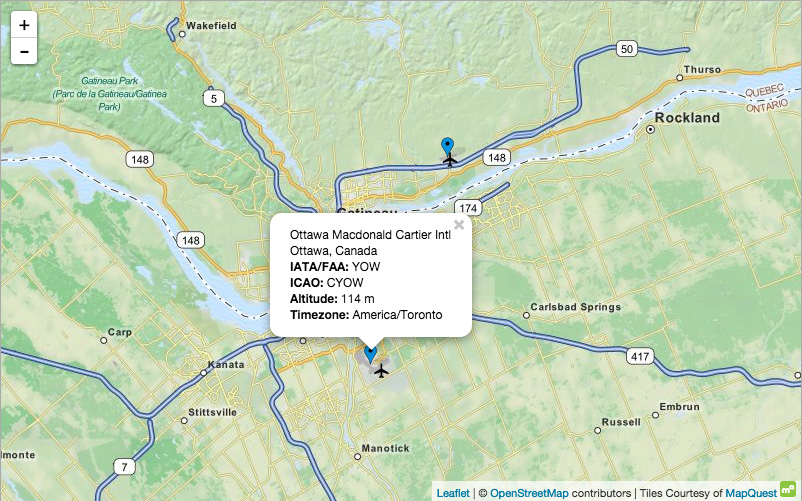 +
−
Wakefield
50
Thurso
Gatineau Park
(Parc de la Gatineau/Gatinea
Park)
5
QUEBEC
ONTARIO
Rockland
148
148
174
Gatineau
148
Ottawa Macdonald Cartier Intl
×
Ottawa, Canada
IATA/FAA: YOW
ICAO: CYOW
Altitude: 114 m
Timezone: America/Toronto
Carlsbad Springs
Carp
417
Kanata
Stittsville
Embrun
Russell
Manotick
lmonte
7
Leaflet | © OpenStreetMap contributors | Tiles Courtesy of MapQuest